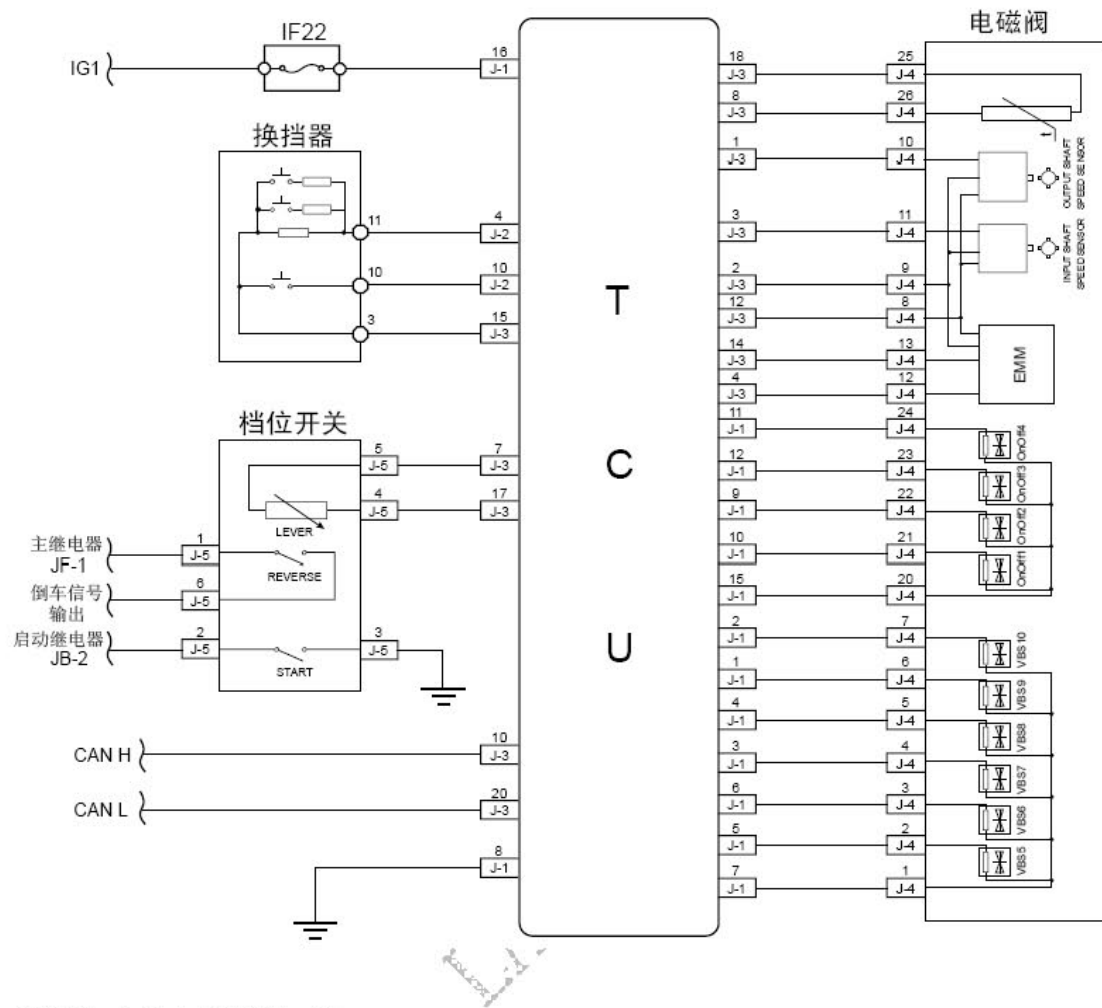 电磁阀
IF22
IG1
16
J-1
换挡器
11
4
J-2
10
10
J-2
3
15
J-3
档位开关
5
J-5
7
J-3
4
J-5
17
J-3
LEVER
主继电器
JF-1
1
J-5
REVERSE
倒车信号
输出
6
J-5
启动继电器
JB-2
2
J-5
START
3
J-5
CAN H
10
J-3
CAN L
20
J-3
8
J-1
T
C
U
18
J-3
25
J-4
8
J-3
26
J-4
t
1
J-3
10
J-4
OUTPUT SHAFT
SPEED SENSOR
3
J-3
11
J-4
INPUT SHAFT
SPEED SENSOR
2
J-3
9
J-4
12
J-3
8
J-4
14
J-3
13
J-4
EMM
4
J-3
12
J-4
11
J-1
24
J-4
OnOff4
12
J-1
23
J-4
OnOff3
9
J-1
22
J-4
OnOff2
10
J-1
21
J-4
OnOff1
15
J-1
20
J-4
2
J-1
7
J-4
VBS10
1
J-1
6
J-4
VBS9
4
J-1
5
J-4
VBS8
3
J-1
4
J-4
VBS7
6
J-1
3
J-4
VBS6
5
J-1
2
J-4
VBS5
7
J-1
1
J-4